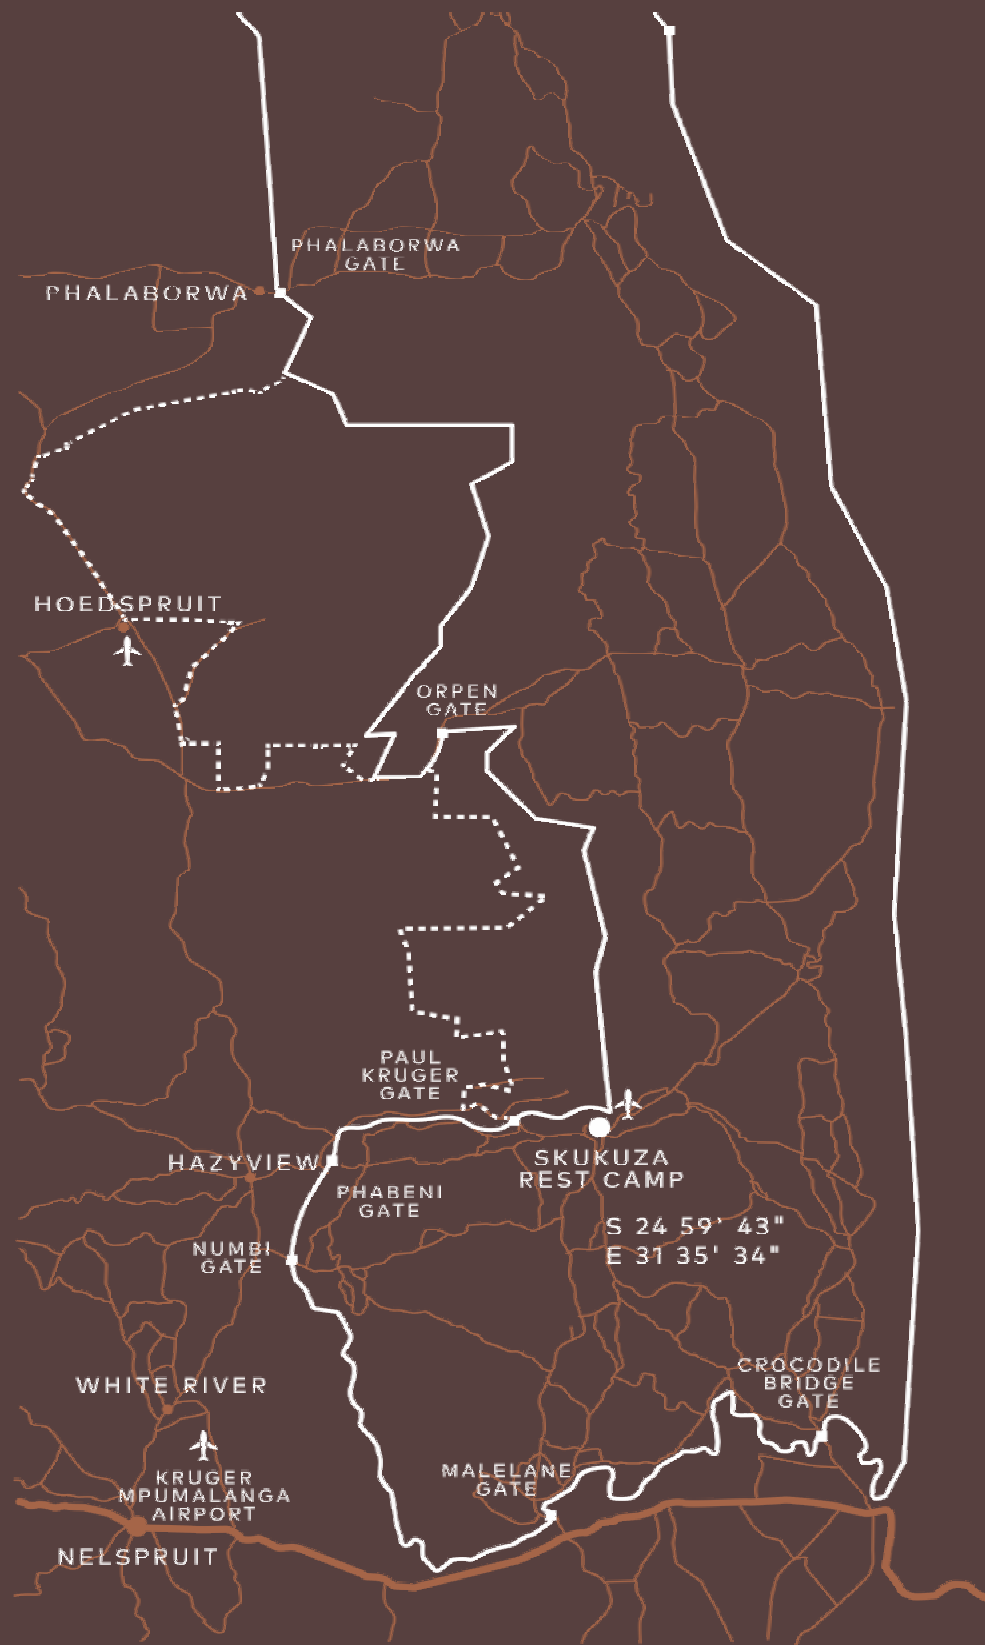 PHALABORWA
GATE
PHALABORWA
HOEDSPRUIT
ORPEN
GATE
PAUL
KRUGER
GATE
HAZYVIEW
SKUKUZA
REST CAMP
PHABENI
GATE
S 24 59' 43"
E 31 35' 34"
NUMBI
GATE
CROCODILE
BRIDGE
GATE
WHITE RIVER
MALELANE
GATE
KRUGER
MPUMALANGA
AIRPORT
NELSPRUIT